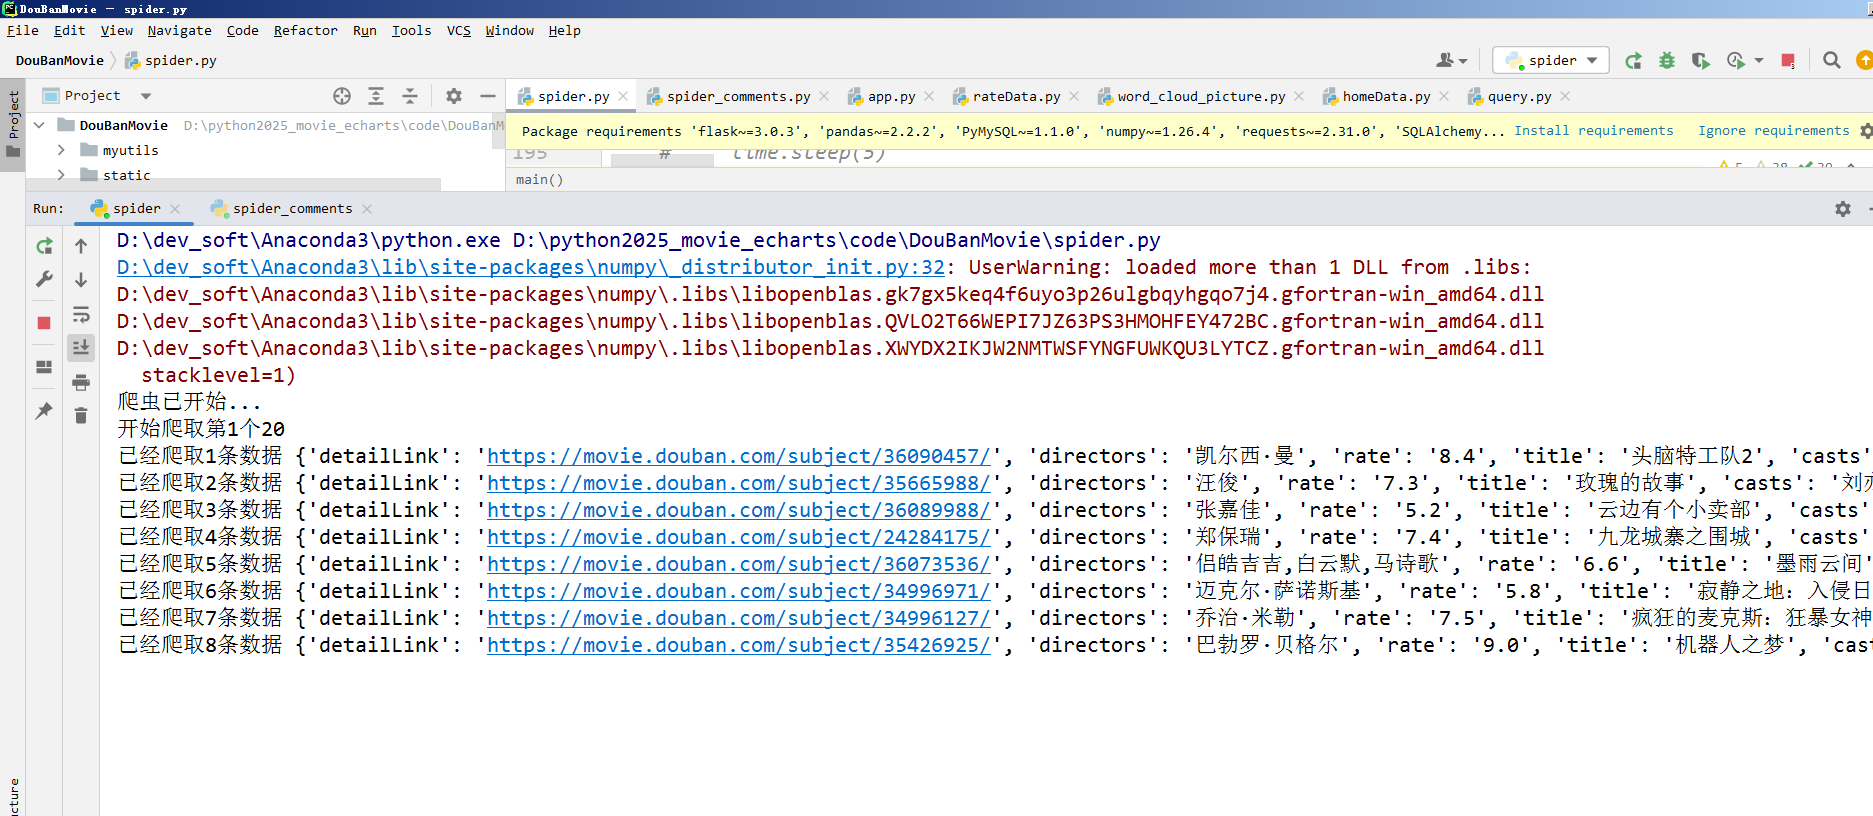 DouBanMovie – spider.py
File Edit View Navigate Code Refactor Run Tools VCS Window Help
DouBanMovie spider.py spider
Project spider.py spider_comments.py app.py rateData.py word_cloud_picture.py homeData.py query.py
Project
DouBanMovie D:\python2025_movie_echarts\code\DouBanM
Package requirements 'flask~=3.0.3', 'pandas~=2.2.2', 'PyMySQL~=1.1.0', 'numpy~=1.26.4', 'requests~=2.31.0', 'SQLAlchemy... Install requirements Ignore requirements
myutils
195 # time.sleep(5)
static
main()
Run: spider spider_comments
D:\dev_soft\Anaconda3\python.exe D:\python2025_movie_echarts\code\DouBanMovie\spider.py
D:\dev_soft\Anaconda3\lib\site-packages\numpy\_distributor_init.py:32: UserWarning: loaded more than 1 DLL from .libs:
D:\dev_soft\Anaconda3\lib\site-packages\numpy\.libs\libopenblas.gk7gx5keq4f6uyo3p26ulgbqyhgqo7j4.gfortran-win_amd64.dll
D:\dev_soft\Anaconda3\lib\site-packages\numpy\.libs\libopenblas.QVLO2T66WEPI7JZ63PS3HMOHFEY472BC.gfortran-win_amd64.dll
D:\dev_soft\Anaconda3\lib\site-packages\numpy\.libs\libopenblas.XWYDX2IKJW2NMTWSFYNGFUWKQU3LYTCZ.gfortran-win_amd64.dll
stacklevel=1)
爬虫已开始...
开始爬取第1个20
已经爬取1条数据 {'detailLink': 'https://movie.douban.com/subject/36090457/', 'directors': '凯尔西·曼', 'rate': '8.4', 'title': '头脑特工队2', 'casts'
已经爬取2条数据 {'detailLink': 'https://movie.douban.com/subject/35665988/', 'directors': '汪俊', 'rate': '7.3', 'title': '玫瑰的故事', 'casts': '刘
已经爬取3条数据 {'detailLink': 'https://movie.douban.com/subject/36089988/', 'directors': '张嘉佳', 'rate': '5.2', 'title': '云边有个小卖部', 'casts'
已经爬取4条数据 {'detailLink': 'https://movie.douban.com/subject/24284175/', 'directors': '郑保瑞', 'rate': '7.4', 'title': '九龙城寨之围城', 'casts'
已经爬取5条数据 {'detailLink': 'https://movie.douban.com/subject/36073536/', 'directors': '侣皓吉吉,白云默,马诗歌', 'rate': '6.6', 'title': '墨雨云间'
已经爬取6条数据 {'detailLink': 'https://movie.douban.com/subject/34996971/', 'directors': '迈克尔·萨诺斯基', 'rate': '5.8', 'title': '寂静之地：入侵日
已经爬取7条数据 {'detailLink': 'https://movie.douban.com/subject/34996127/', 'directors': '乔治·米勒', 'rate': '7.5', 'title': '疯狂的麦克斯：狂暴女神
已经爬取8条数据 {'detailLink': 'https://movie.douban.com/subject/35426925/', 'directors': '巴勃罗·贝格尔', 'rate': '9.0', 'title': '机器人之梦', 'cas